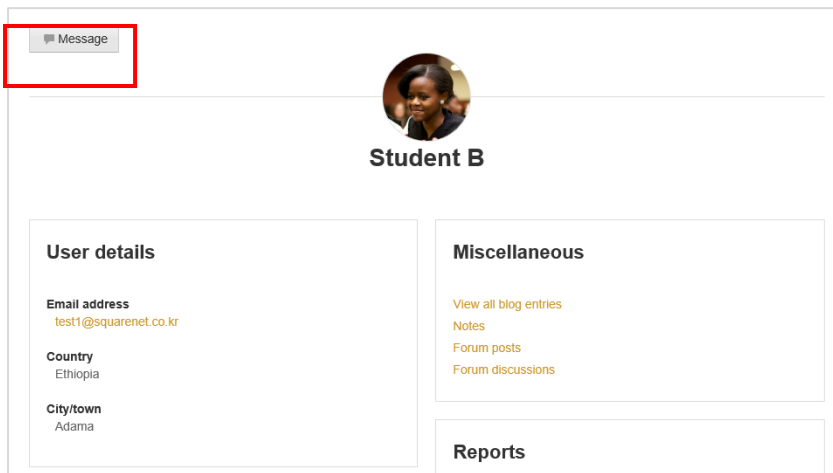 Message
Student B
User details
Email address
test1@squarenet.co.kr
Country
Ethiopia
City/town
Adama
Miscellaneous
View all blog entries
Notes
Forum posts
Forum discussions
Reports